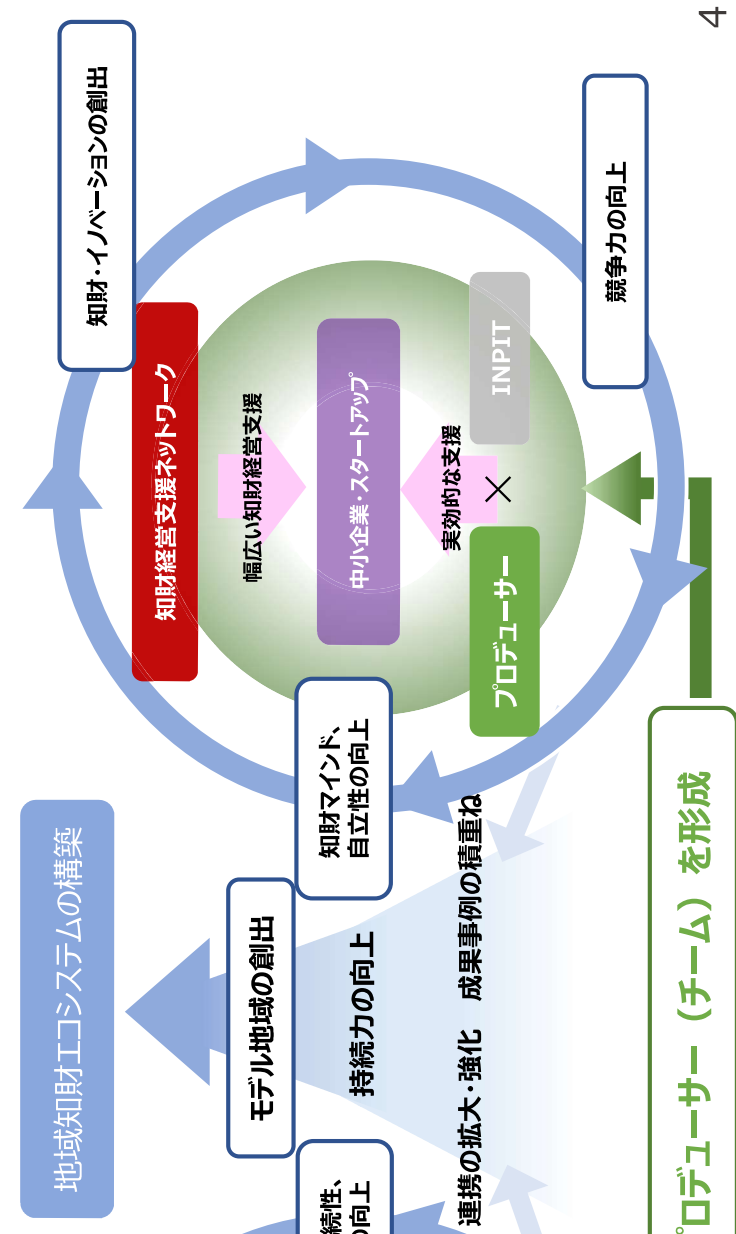 地域知財エコシステムの構築
モデル地域の創出
持続力の向上
連携の拡大・強化　成果事例の積重ね
続性、
の向上
知財・イノベーションの創出
知財経営支援ネットワーク
幅広い知財経営支援
中小企業・スタートアップ
実効的な支援
プロデューサー
×
INPIT
知財マインド、
自立性の向上
競争力の向上
ロデューサー（チーム）を形成
4